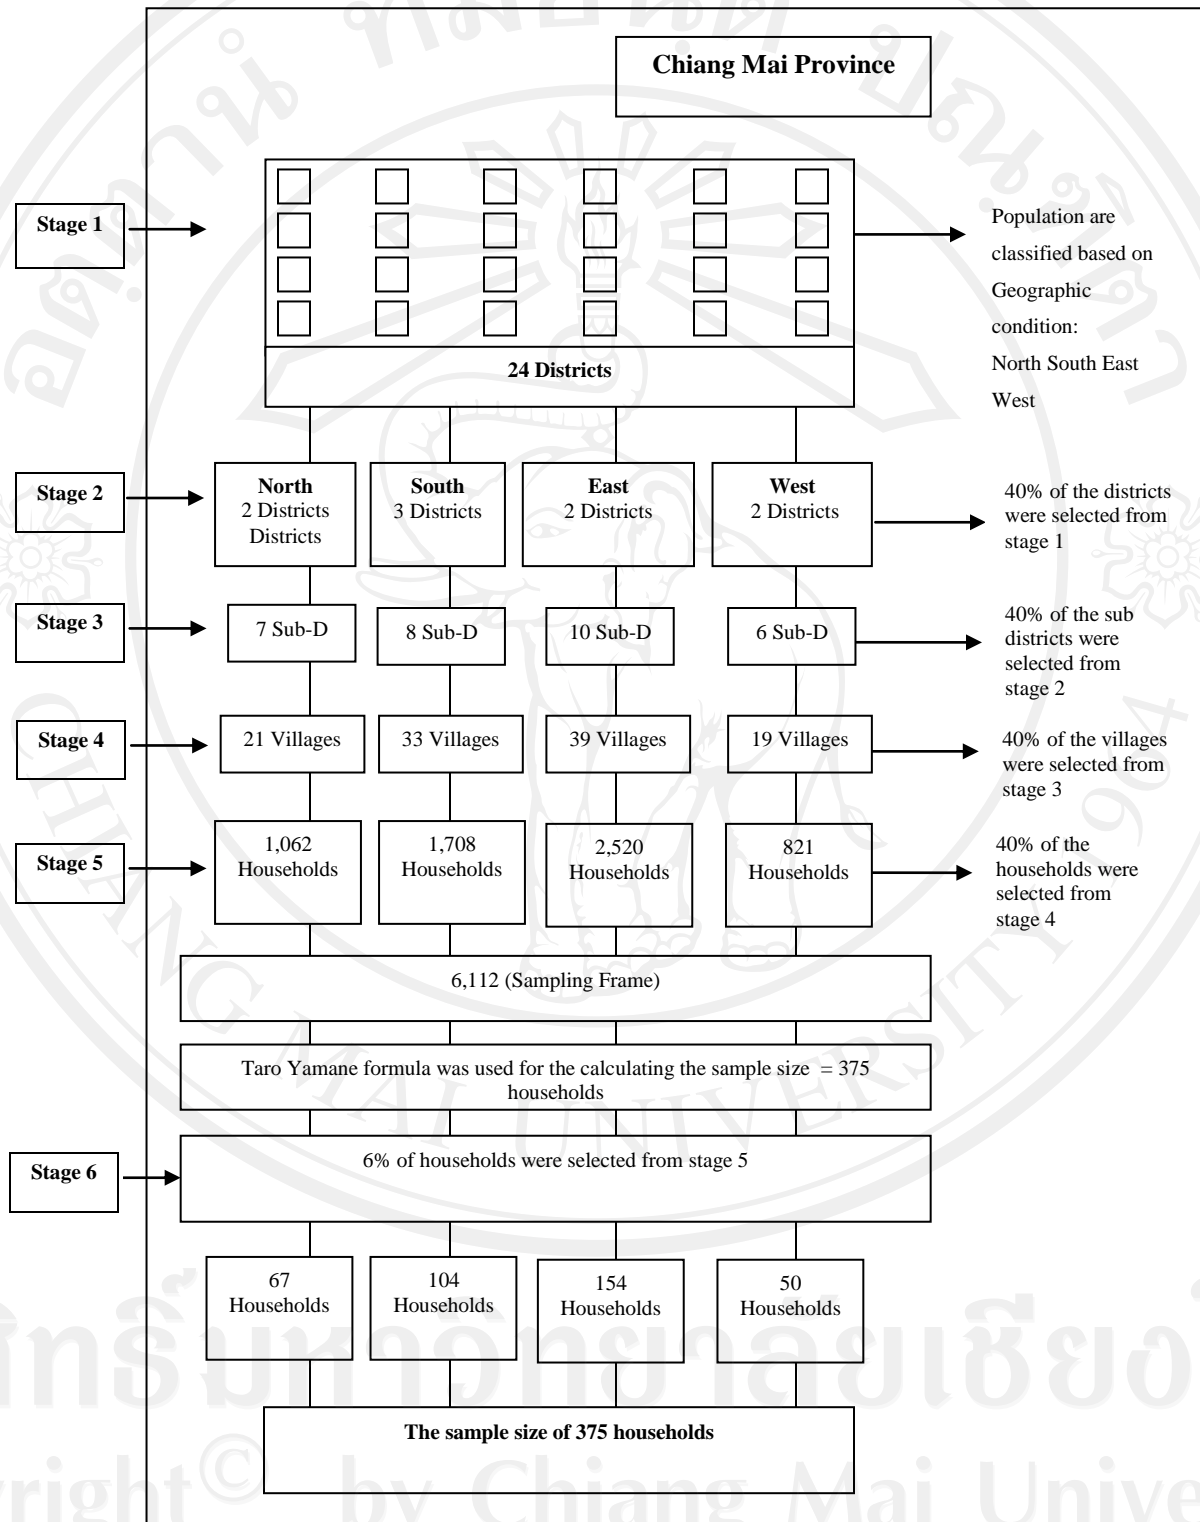 Chiang Mai Province
Stage 1
Population are
classified based on
Geographic
condition:
North South East
West
24 Districts
Stage 2
North
2 Districts
Districts
South
3 Districts
East
2 Districts
West
2 Districts
40% of the districts
were selected from
stage 1
Stage 3
7 Sub-D
8 Sub-D
10 Sub-D
6 Sub-D
40% of the sub
districts were
selected from
stage 2
Stage 4
21 Villages
33 Villages
39 Villages
19 Villages
40% of the villages
were selected from
stage 3
Stage 5
1,062
Households
1,708
Households
2,520
Households
821
Households
40% of the
households were
selected from
stage 4
6,112 (Sampling Frame)
Taro Yamane formula was used for the calculating the sample size  = 375
households
Stage 6
6% of households were selected from stage 5
67
Households
104
Households
154
Households
50
Households
The sample size of 375 households
CHIANG MAI UNIVERSITY 1964
by Chiang Mai